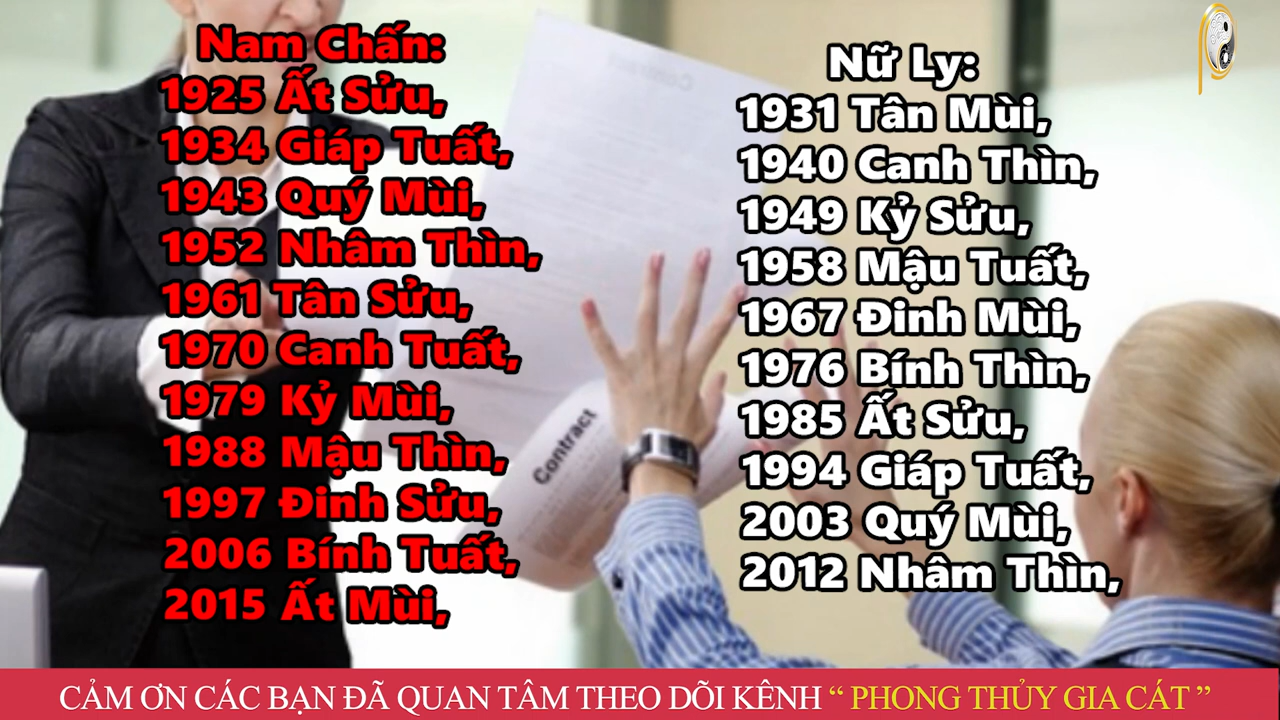 Nam Chấn:
1925 Ất Sửu,
1934 Giáp Tuất,
1943 Quý Mùi,
1952 Nhâm Thìn,
1961 Tân Sửu,
1970 Canh Tuất,
1979 Kỷ Mùi,
1988 Mậu Thìn,
1997 Đinh Sửu,
2006 Bính Tuất,
2015 Ất Mùi,
Nữ Ly:
1931 Tân Mùi,
1940 Canh Thìn,
1949 Kỷ Sửu,
1958 Mậu Tuất,
1967 Đinh Mùi,
1976 Bính Thìn,
1985 Ất Sửu,
1994 Giáp Tuất,
2003 Quý Mùi,
2012 Nhâm Thìn,
Contract
CẢM ƠN CÁC BẠN ĐÃ QUAN TÂM THEO DÕI KÊNH “ PHONG THỦY GIA CÁT ”